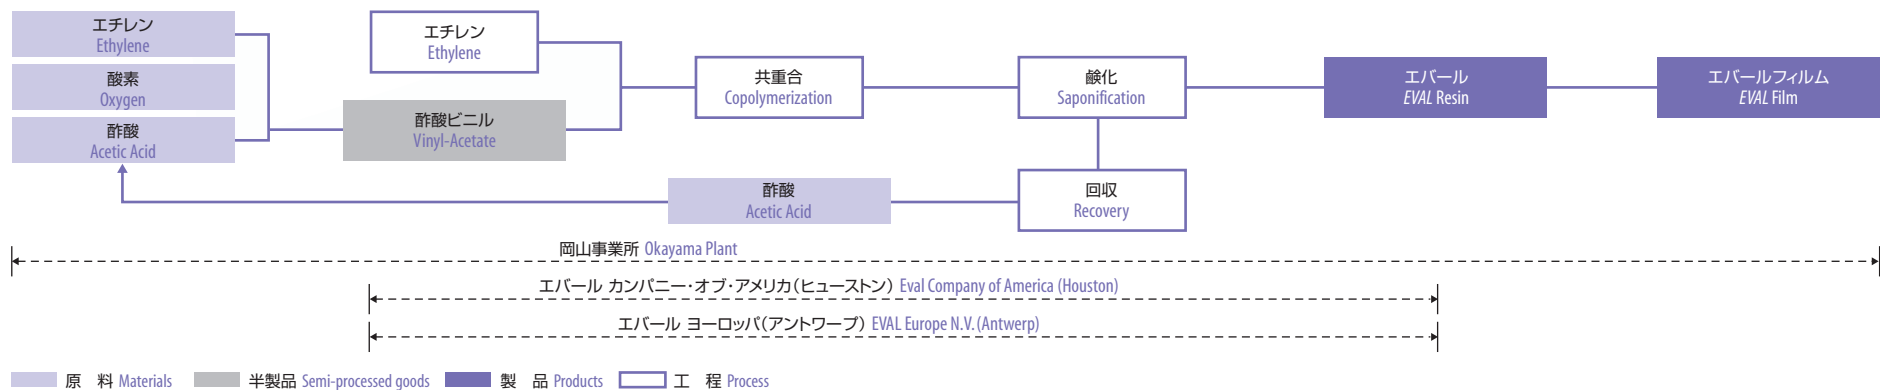 エチレン
Ethylene
酸素
Oxygen
酢酸
Acetic Acid
エチレン
Ethylene
酢酸ビニル
Vinyl-Acetate
共重合
Copolymerization
鹸化
Saponification
エバール
EVAL Resin
エバールフィルム
EVAL Film
酢酸
Acetic Acid
回収
Recovery
岡山事業所 Okayama Plant
エバール カンパニー・オブ・アメリカ(ヒューストン) Eval Company of America (Houston)
エバール ヨーロッパ(アントワープ) EVAL Europe N.V. (Antwerp)
原 料 Materials 半製品 Semi-processed goods 製 品 Products 工 程 Process